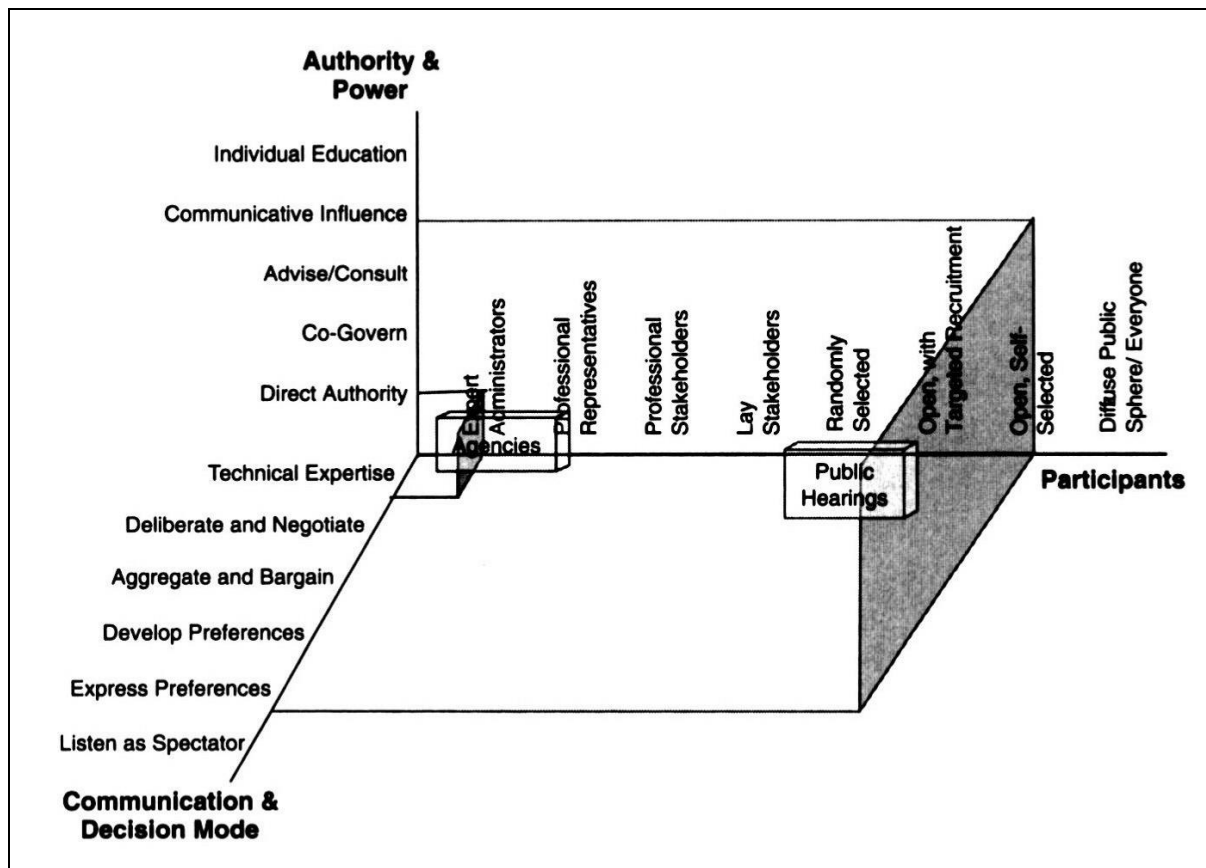 Authority &
Power
Individual Education
Communicative Influence
Advise/Consult
Co-Govern
Direct Authority
Expert
Administrators
Professional
Representatives
Professional
Stakeholders
Lay
Stakeholders
Randomly
Selected
Open, with
Targeted Recruitment
Open, Self-
Selected
Diffuse Public
Sphere/ Everyone
Agencies
Public
Hearings
Participants
Technical Expertise
Deliberate and Negotiate
Aggregate and Bargain
Develop Preferences
Express Preferences
Listen as Spectator
Communication &
Decision Mode